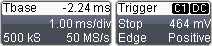 Tbase -2.24 ms
1.00 ms/div
500 kS 50 MS/s
Trigger C1 DC
Stop 464 mV
Edge Positive